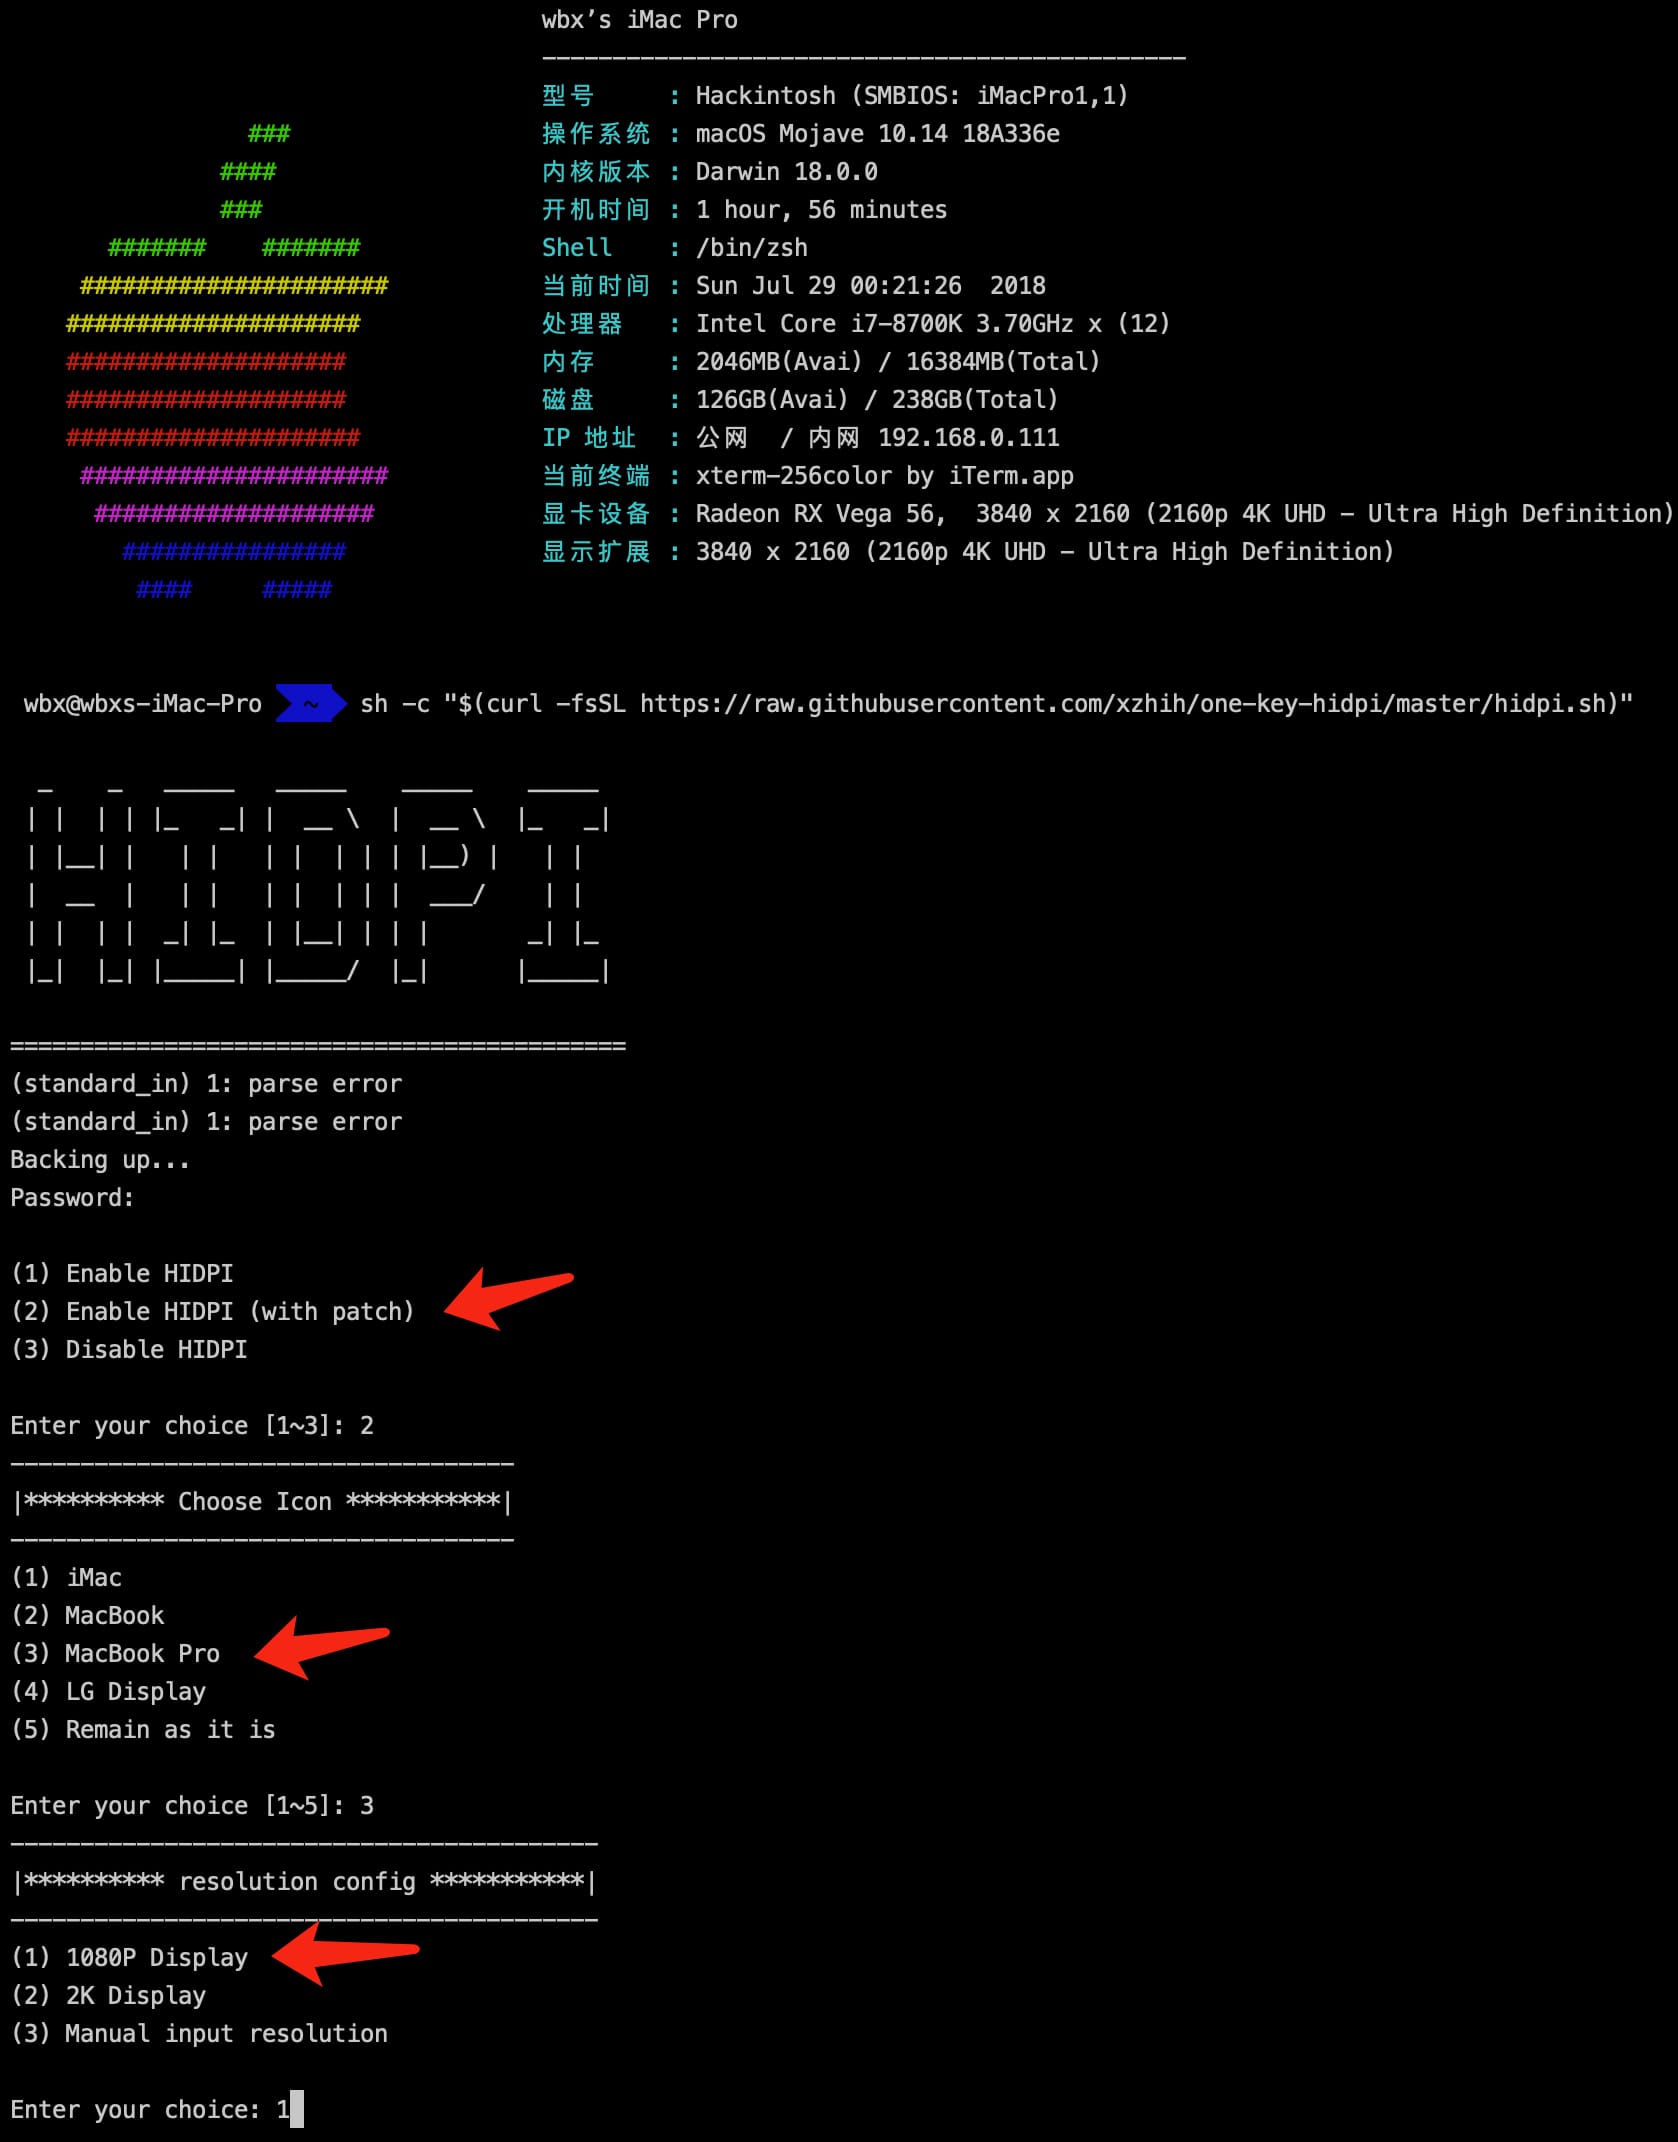 wbx’s iMac Pro
----------------------------------------------
型号 : Hackintosh (SMBIOS: iMacPro1,1)
操作系统 : macOS Mojave 10.14 18A336e
内核版本 : Darwin 18.0.0
开机时间 : 1 hour, 56 minutes
Shell : /bin/zsh
当前时间 : Sun Jul 29 00:21:26  2018
处理器 : Intel Core i7-8700K 3.70GHz x (12)
内存 : 2046MB(Avai) / 16384MB(Total)
磁盘 : 126GB(Avai) / 238GB(Total)
IP 地址 : 公网  / 内网 192.168.0.111
当前终端 : xterm-256color by iTerm.app
显卡设备 : Radeon RX Vega 56,  3840 x 2160 (2160p 4K UHD - Ultra High Definition)
显示扩展 : 3840 x 2160 (2160p 4K UHD - Ultra High Definition)
wbx@wbxs-iMac-Pro ~ sh -c "$(curl -fsSL https://raw.githubusercontent.com/xzhih/one-key-hidpi/master/hidpi.sh)"
HIDPI
============================================
(standard_in) 1: parse error
(standard_in) 1: parse error
Backing up...
Password:
(1) Enable HIDPI
(2) Enable HIDPI (with patch)
(3) Disable HIDPI
Enter your choice [1~3]: 2
------------------------------------
|********** Choose Icon ***********|
------------------------------------
(1) iMac
(2) MacBook
(3) MacBook Pro
(4) LG Display
(5) Remain as it is
Enter your choice [1~5]: 3
------------------------------------------
|********** resolution config ***********|
------------------------------------------
(1) 1080P Display
(2) 2K Display
(3) Manual input resolution
Enter your choice: 1